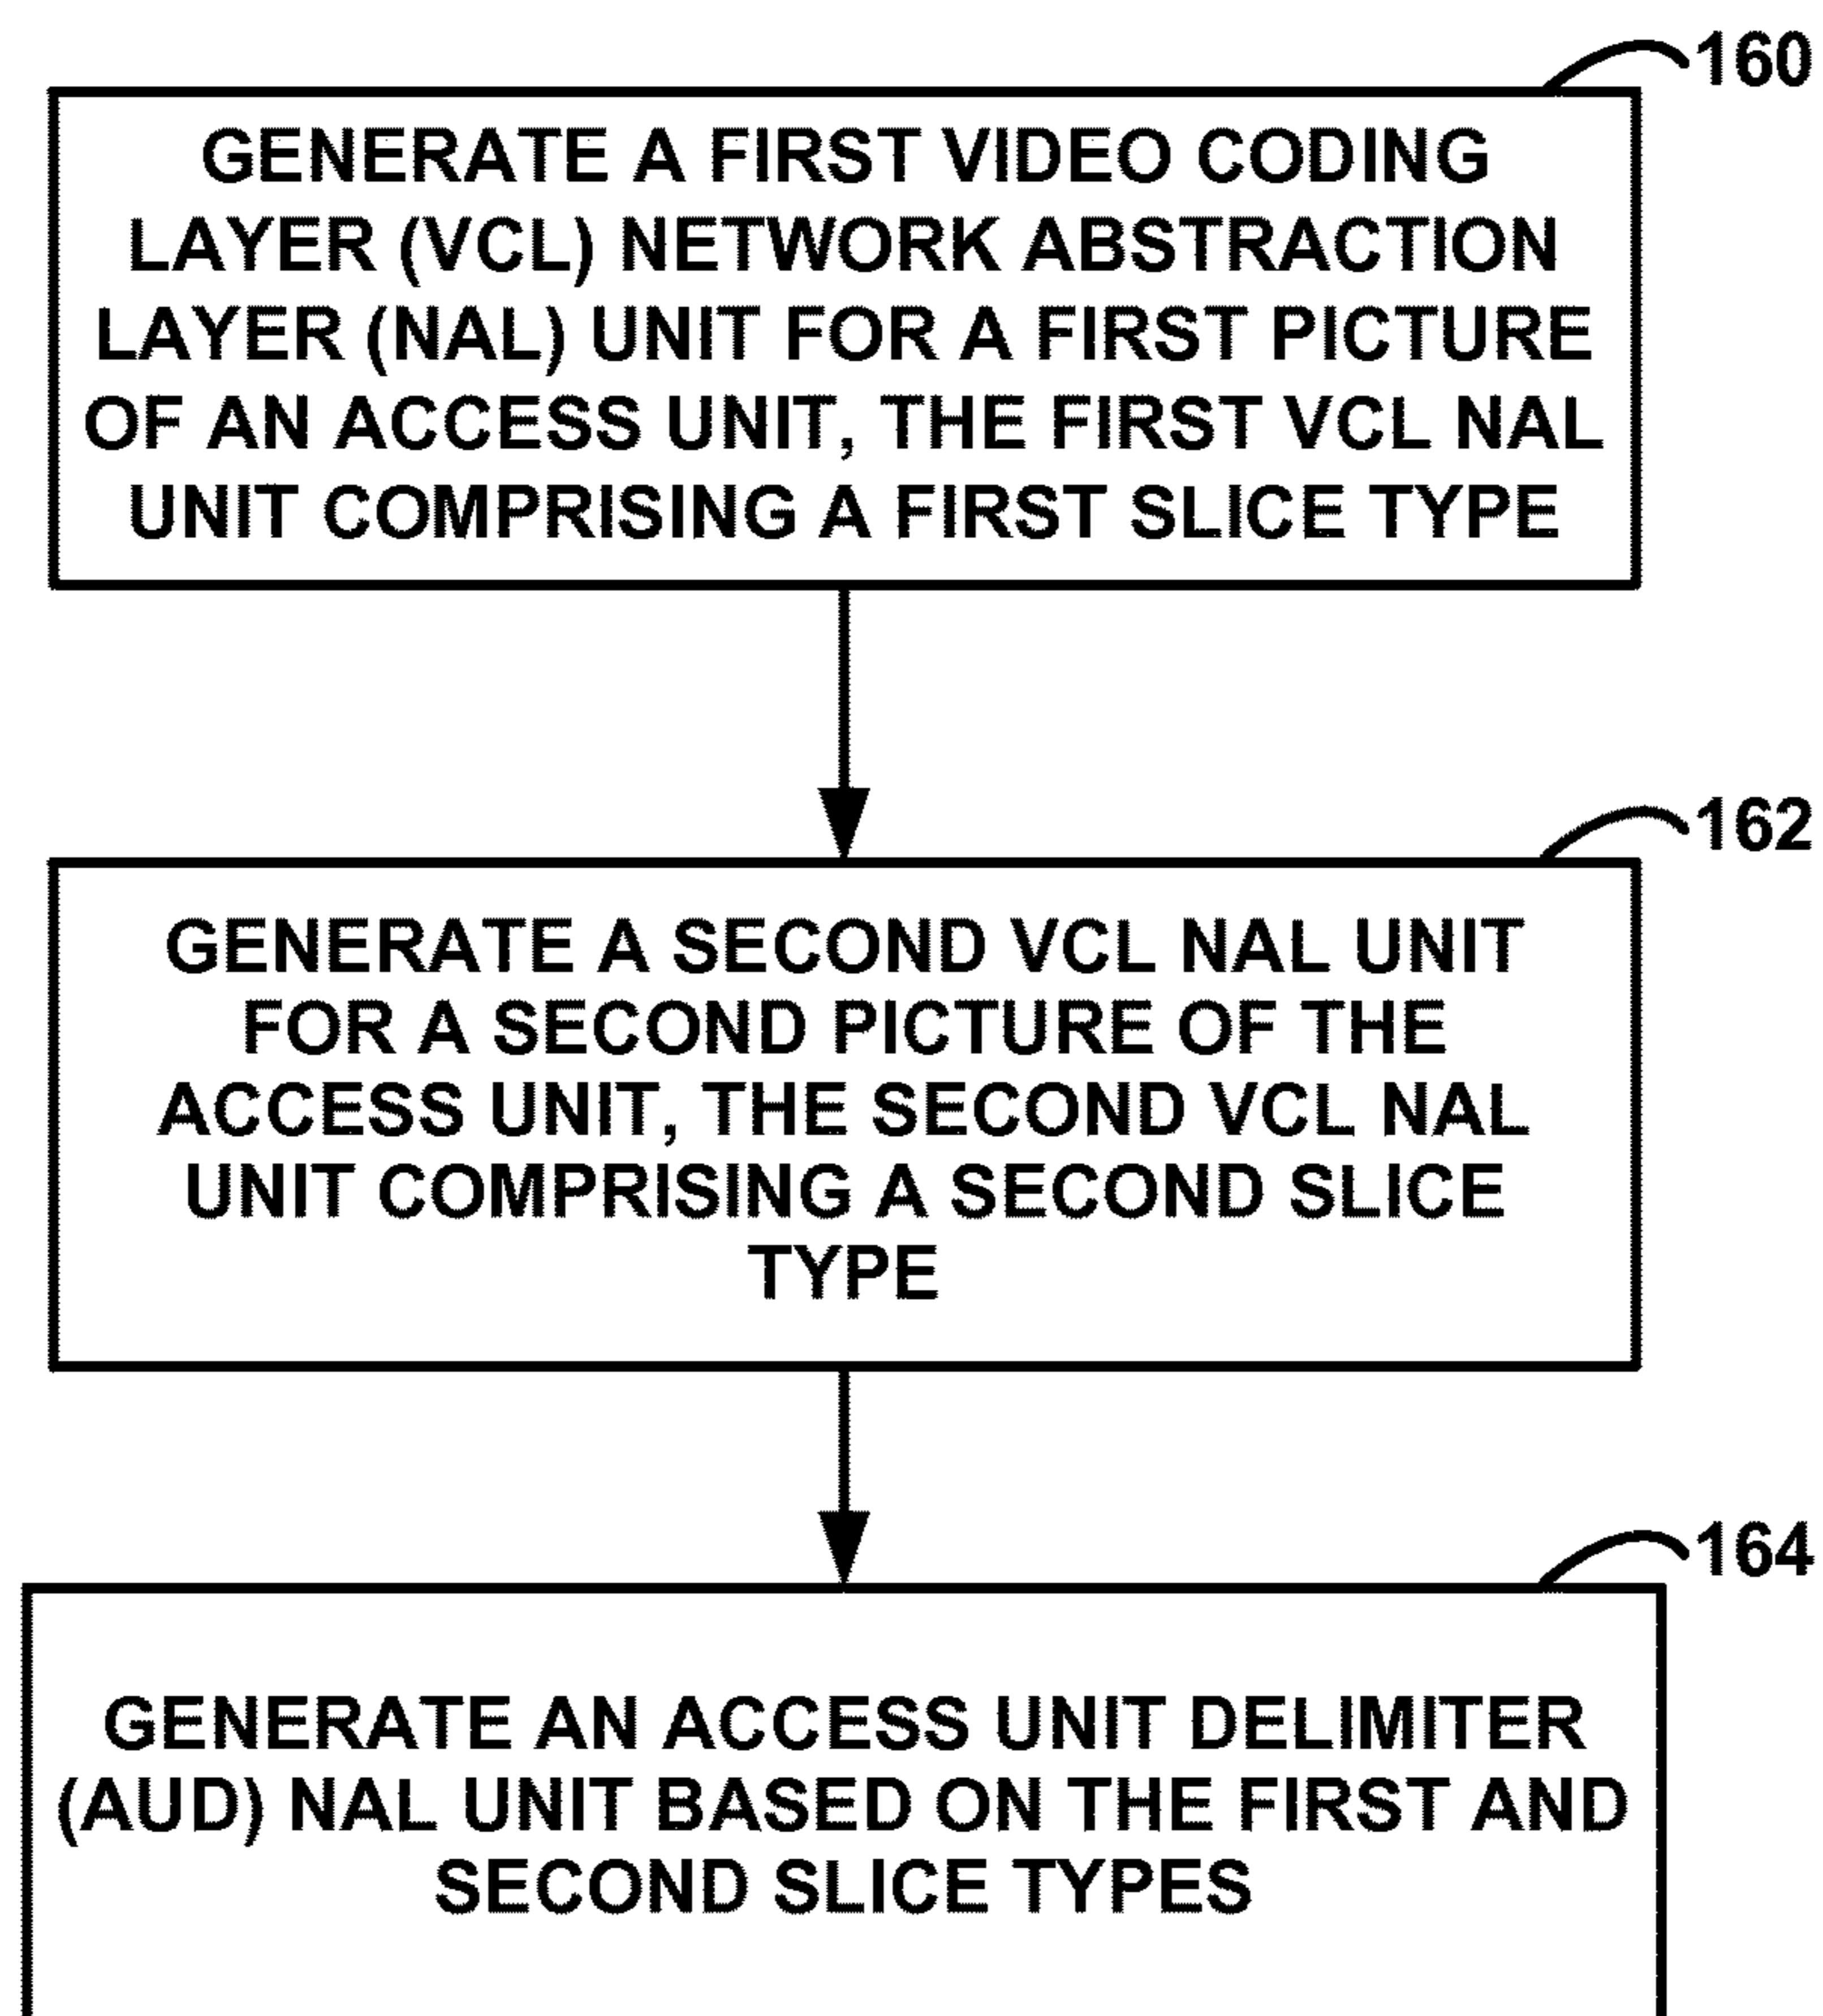 160
GENERATE A FIRST VIDEO CODING
LAYER (VCL) NETWORK ABSTRACTION
LAYER (NAL) UNIT FOR A FIRST PICTURE
OF AN ACCESS UNIT, THE FIRST VCL NAL
UNIT COMPRISING A FIRST SLICE TYPE
162
GENERATE A SECOND VCL NAL UNIT
FOR A SECOND PICTURE OF THE
ACCESS UNIT, THE SECOND VCL NAL
UNIT COMPRISING A SECOND SLICE
TYPE
164
GENERATE AN ACCESS UNIT DELIMITER
(AUD) NAL UNIT BASED ON THE FIRST AND
SECOND SLICE TYPES